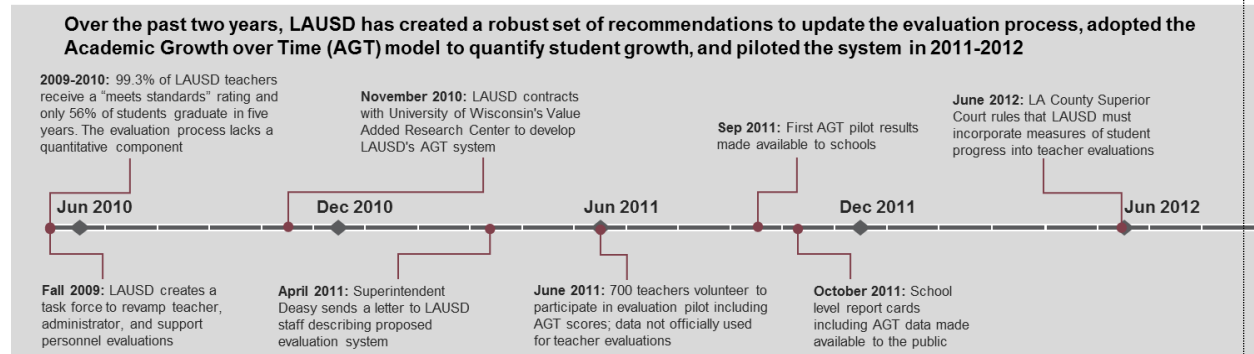 Over the past two years, LAUSD has created a robust set of recommendations to update the evaluation process, adopted the
Academic Growth over Time (AGT) model to quantify student growth, and piloted the system in 2011-2012
2009-2010: 99.3% of LAUSD teachers
receive a “meets standards” rating and
only 56% of students graduate in five
years. The evaluation process lacks a
quantitative component
November 2010: LAUSD contracts
with University of Wisconsin's Value
Added Research Center to develop
LAUSD's AGT system
Sep 2011: First AGT pilot results
made available to schools
June 2012: LA County Superior
Court rules that LAUSD must
incorporate measures of student
progress into teacher evaluations
Jun 2010
Dec 2010
Jun 2011
Dec 2011
Jun 2012
Fall 2009: LAUSD creates a
task force to revamp teacher,
administrator, and support
personnel evaluations
April 2011: Superintendent
Deasy sends a letter to LAUSD
staff describing proposed
evaluation system
June 2011: 700 teachers volunteer to
participate in evaluation pilot including
AGT scores; data not officially used
for teacher evaluations
October 2011: School
level report cards
including AGT data made
available to the public